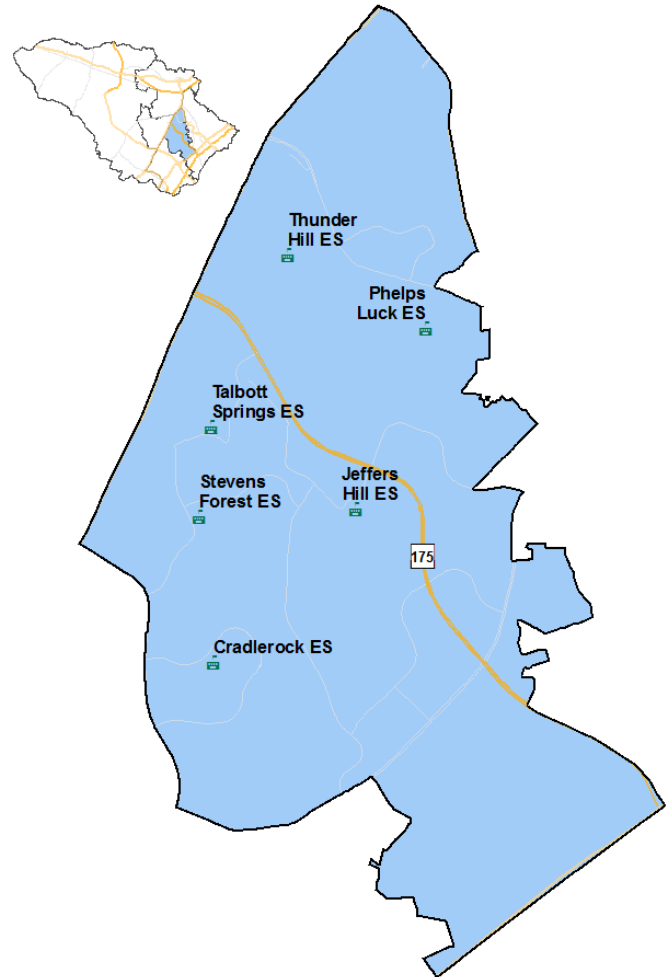 Thunder
Hill ES
Phelps
Luck ES
Talbott
Springs ES
Stevens
Forest ES
Jeffers
Hill ES
175
Cradlerock ES